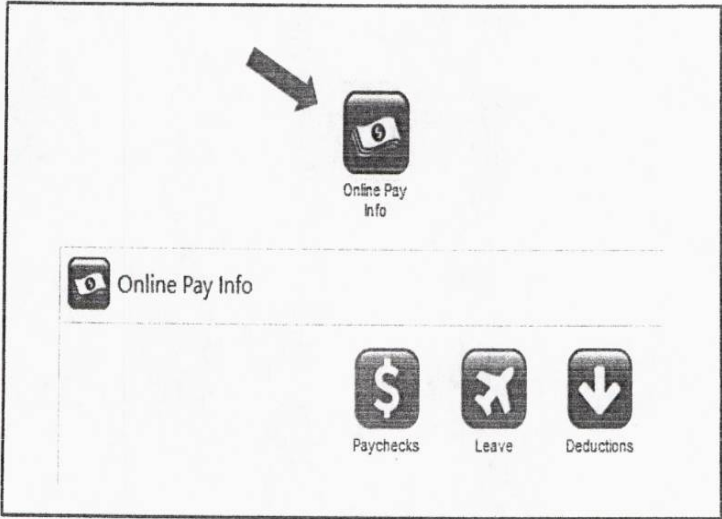 Online Pay
Info
Online Pay Info
Paychecks
Leave
Deductions